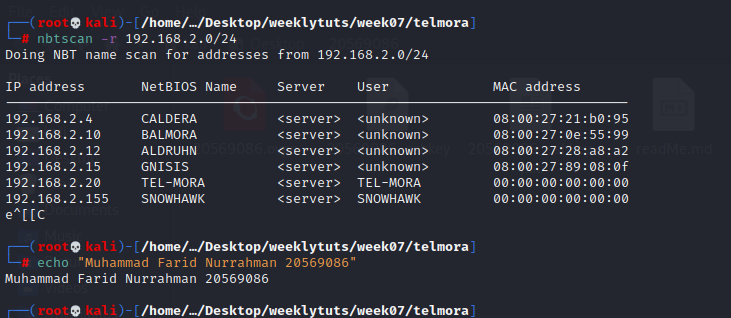 (root💀kali)-[/home/…/Desktop/weeklytuts/week07/telmora]
# nbtscan -r 192.168.2.0/24
Doing NBT name scan for addresses from 192.168.2.0/24
IP address NetBIOS Name Server User MAC address
192.168.2.4 CALDERA <server> <unknown> 08:00:27:21:b0:95
192.168.2.10 BALMORA <server> <unknown> 08:00:27:0e:55:99
192.168.2.12 ALDRUHN <server> <unknown> 08:00:27:28:a8:a2
192.168.2.15 GNISIS <server> <unknown> 08:00:27:89:08:0f
192.168.2.20 TEL-MORA <server> TEL-MORA 00:00:00:00:00:00
192.168.2.155 SNOWHAWK <server> SNOWHAWK 00:00:00:00:00:00
e^[[C
(root💀kali)-[/home/…/Desktop/weeklytuts/week07/telmora]
# echo "Muhammad Farid Nurrahman 20569086"
Muhammad Farid Nurrahman 20569086
(root💀kali)-[/home/…/Desktop/weeklytuts/week07/telmora]